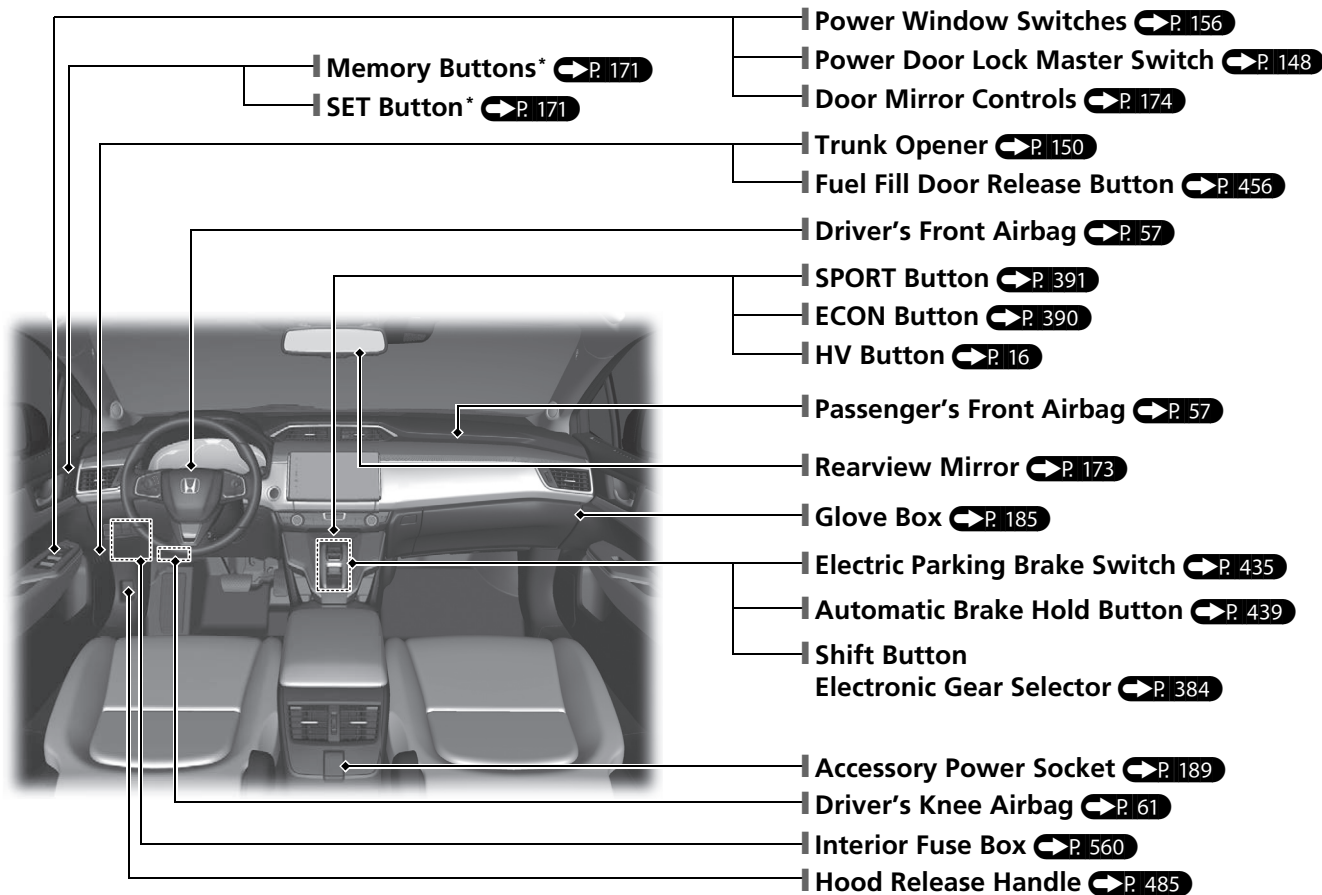 Power Window Switches P. 156
Power Door Lock Master Switch P. 148
Door Mirror Controls P. 174
Memory Buttons* P. 171
SET Button* P. 171
Trunk Opener P. 150
Fuel Fill Door Release Button P. 456
Driver's Front Airbag P. 57
SPORT Button P. 391
ECON Button P. 390
HV Button P. 16
Passenger's Front Airbag P. 57
Rearview Mirror P. 173
Glove Box P. 185
Electric Parking Brake Switch P. 435
Automatic Brake Hold Button P. 439
Shift Button
Electronic Gear Selector P. 384
Accessory Power Socket P. 189
Driver's Knee Airbag P. 61
Interior Fuse Box P. 560
Hood Release Handle P. 485